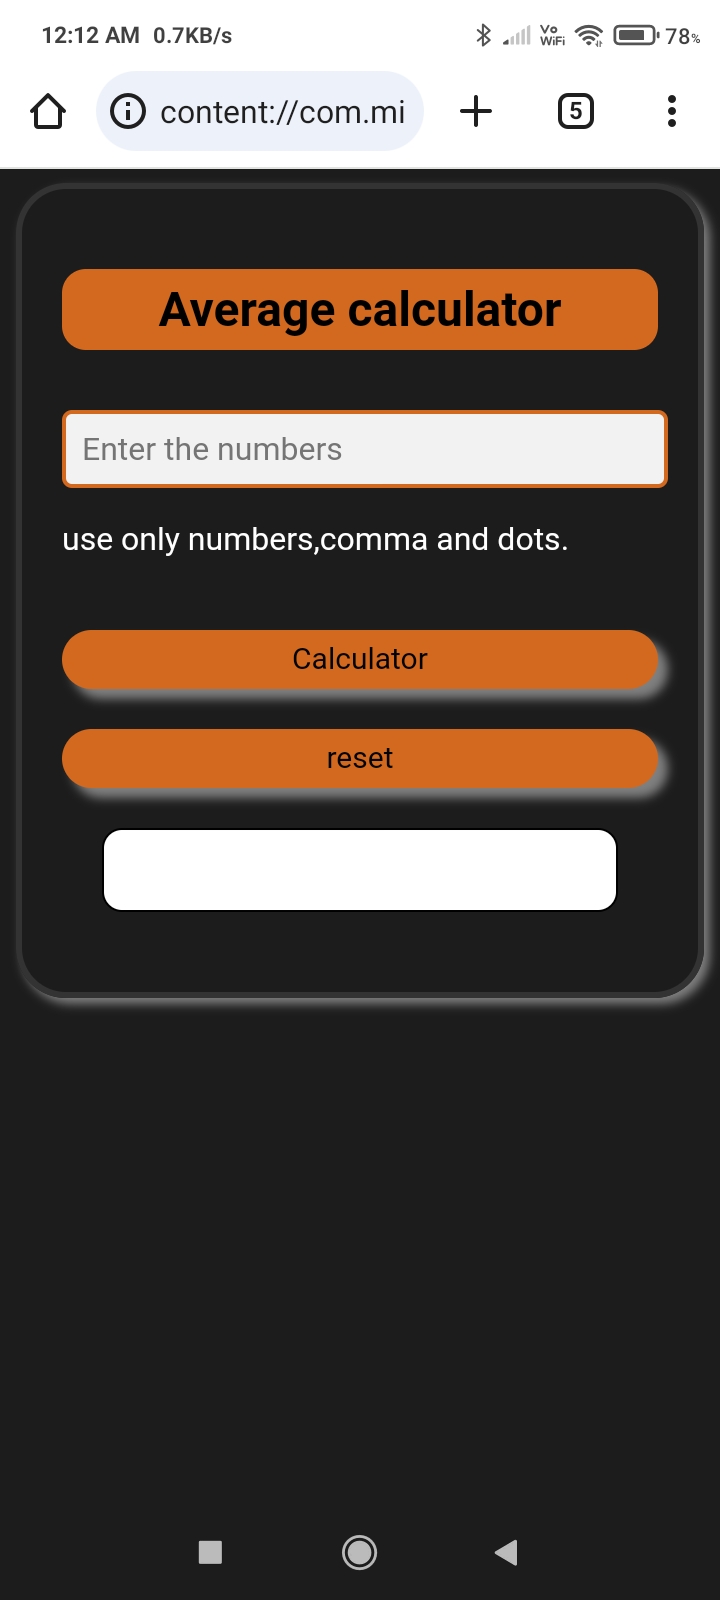 12:12 AM 0.7KB/s Vo WiFi 78%
content://com.mi 5
Average calculator
Enter the numbers
use only numbers,comma and dots.
Calculator
reset